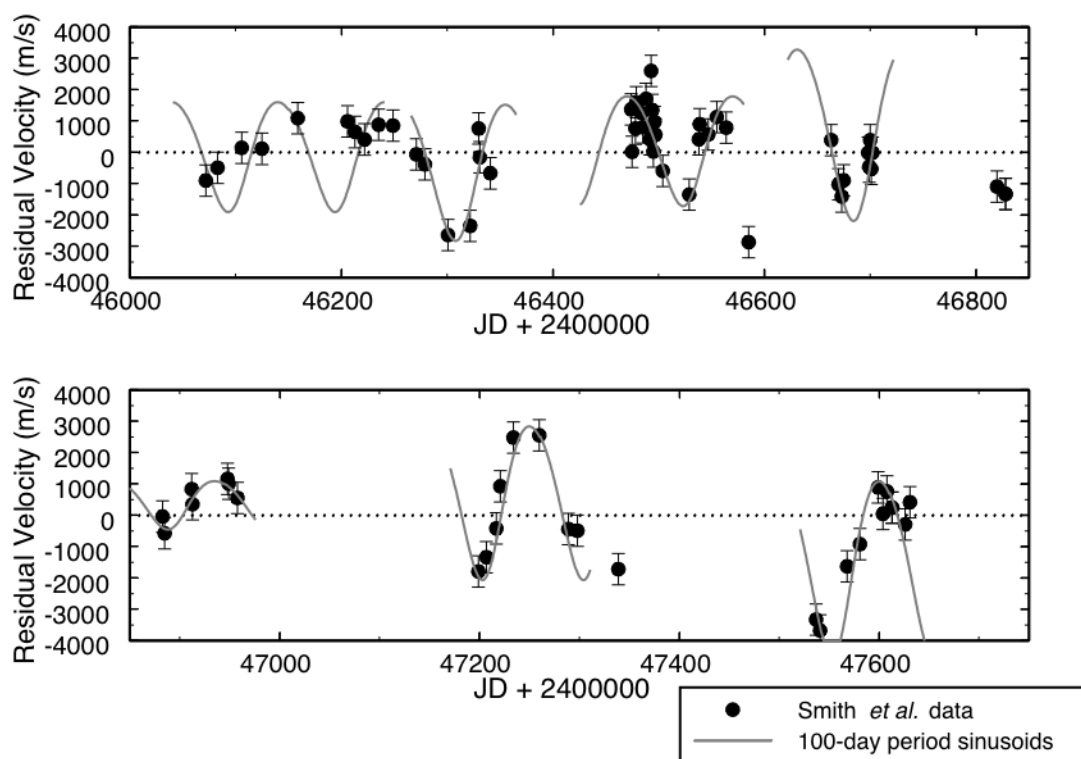 Residual Velocity (m/s)
4000
3000
2000
1000
0
-1000
-2000
-3000
-4000
46000 46200 46400 46600 46800
JD + 2400000
Residual Velocity (m/s)
4000
3000
2000
1000
0
-1000
-2000
-3000
-4000
47000 47200 47400 47600
JD + 2400000
Smith et al. data
100-day period sinusoids